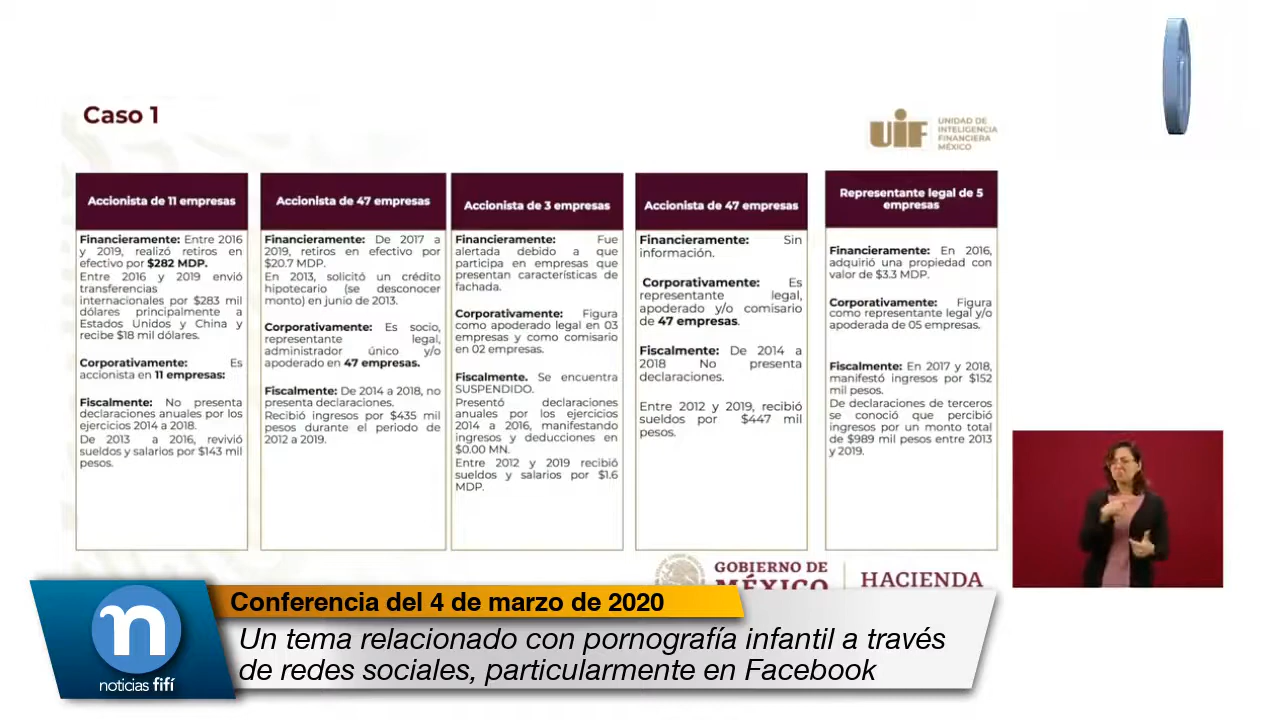 Caso 1
UIF
UNIDAD DE
INTELIGENCIA
FINANCIERA
MÉXICO
Accionista de 11 empresas
Financieramente: Entre 2016
y 2019, realizó retiros en
efectivo por $282 MDP.
Entre 2016 y 2019 envió
transferencias
internacionales por $283 mil
dólares principalmente a
Estados Unidos y China y
recibe $18 mil dólares.
Corporativamente: Es
accionista en 11 empresas:
Fiscalmente: No presenta
declaraciones anuales por los
ejercicios 2014 a 2018.
De 2013 a 2016, revivió
sueldos y salarios por $143 mil
pesos.
Accionista de 47 empresas
Financieramente: De 2017 a
2019, retiros en efectivo por
$20.7 MDP.
En 2013, solicitó un crédito
hipotecario (se desconocer
monto) en junio de 2013.
Corporativamente: Es socio,
representante legal,
administrador único y/o
apoderado en 47 empresas.
Fiscalmente: De 2014 a 2018, no
presenta declaraciones.
Recibió ingresos por $435 mil
pesos durante el periodo de
2012 a 2019.
Accionista de 3 empresas
Financieramente: Fue
alertada debido a que
participa en empresas que
presentan características de
fachada.
Corporativamente: Figura
como apoderado legal en 03
empresas y como comisario
en 02 empresas.
Fiscalmente. Se encuentra
SUSPENDIDO.
Presentó declaraciones
anuales por los ejercicios
2014 a 2016, manifestando
ingresos y deducciones en
$0.00 MN.
Entre 2012 y 2019 recibió
sueldos y salarios por $1.6
MDP.
Accionista de 47 empresas
Financieramente: Sin
información.
Corporativamente: Es
representante legal,
apoderado y/o comisario
de 47 empresas.
Fiscalmente: De 2014 a
2018 No presenta
declaraciones.
Entre 2012 y 2019, recibió
sueldos por $447 mil
pesos.
Representante legal de 5
empresas
Financieramente: En 2016,
adquirió una propiedad con
valor de $3.3 MDP.
Corporativamente: Figura
como representante legal y/o
apoderada de 05 empresas.
Fiscalmente: En 2017 y 2018,
manifestó ingresos por $152
mil pesos.
De declaraciones de terceros
se conoció que percibió
ingresos por un monto total
de $989 mil pesos entre 2013
y 2019.
GOBIERNO DE
MÉXICO
HACIENDA
n
noticias fifí
Conferencia del 4 de marzo de 2020
Un tema relacionado con pornografía infantil a través
de redes sociales, particularmente en Facebook